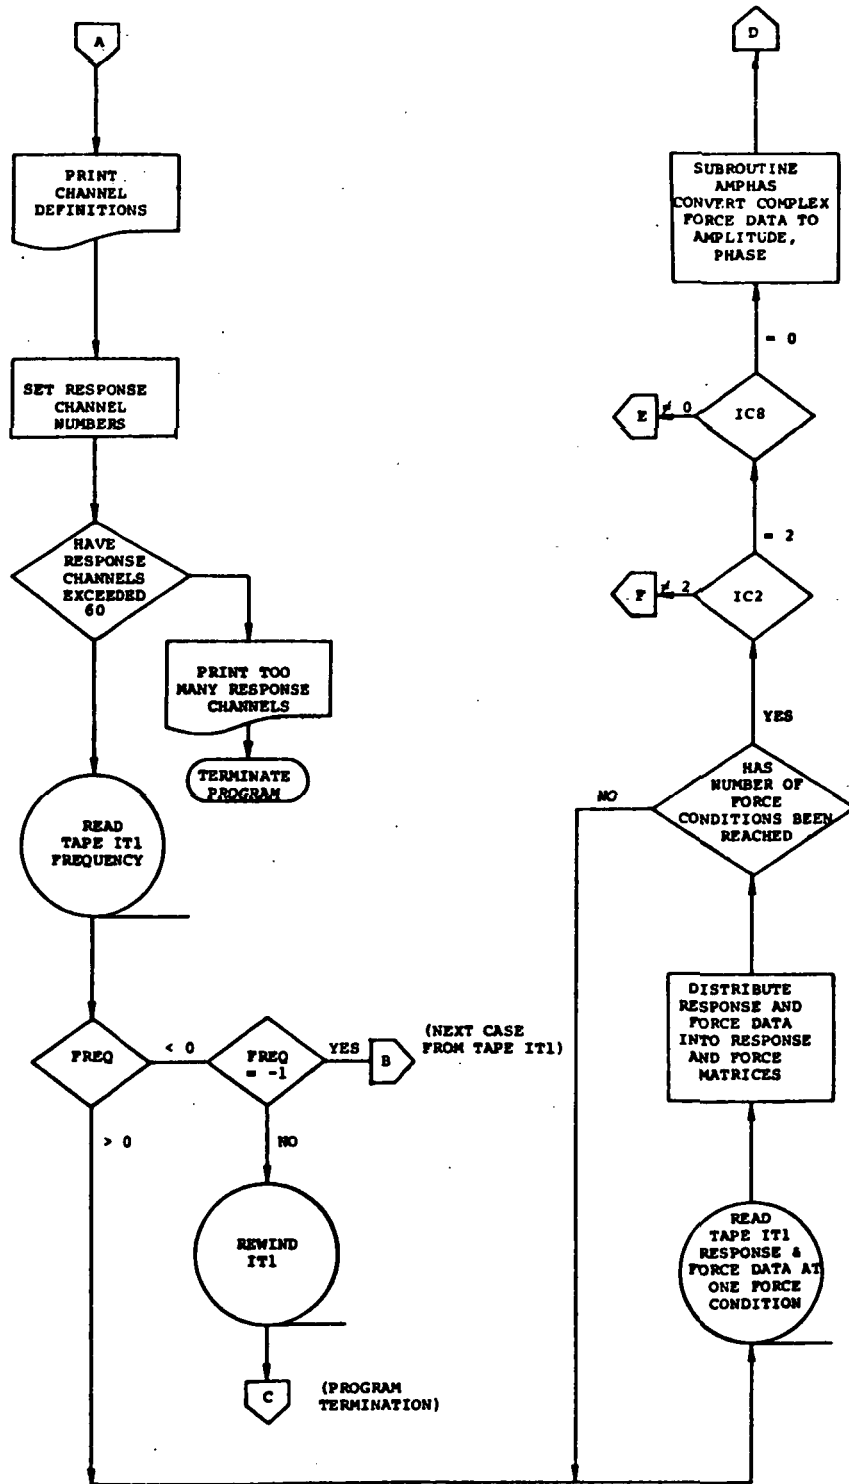 A
PRINT
CHANNEL
DEFINITIONS
SET RESPONSE
CHANNEL
NUMBERS
HAVE
RESPONSE
CHANNELS
EXCEEDED
60
PRINT TOO
MANY RESPONSE
CHANNELS
TERMINATE
PROGRAM
READ
TAPE IT1
FREQUENCY
FREQ
< 0
FREQ
= -1
YES
B
(NEXT CASE
FROM TAPE IT1)
> 0
NO
REWIND
IT1
C
(PROGRAM
TERMINATION)
D
SUBROUTINE
AMPHAS
CONVERT COMPLEX
FORCE DATA TO
AMPLITUDE,
PHASE
= 0
E
≠ 0
IC8
= 2
F
≠ 2
IC2
YES
NO
HAS
NUMBER OF
FORCE
CONDITIONS BEEN
REACHED
DISTRIBUTE
RESPONSE AND
FORCE DATA
INTO RESPONSE
AND FORCE
MATRICES
READ
TAPE IT1
RESPONSE &
FORCE DATA AT
ONE FORCE
CONDITION